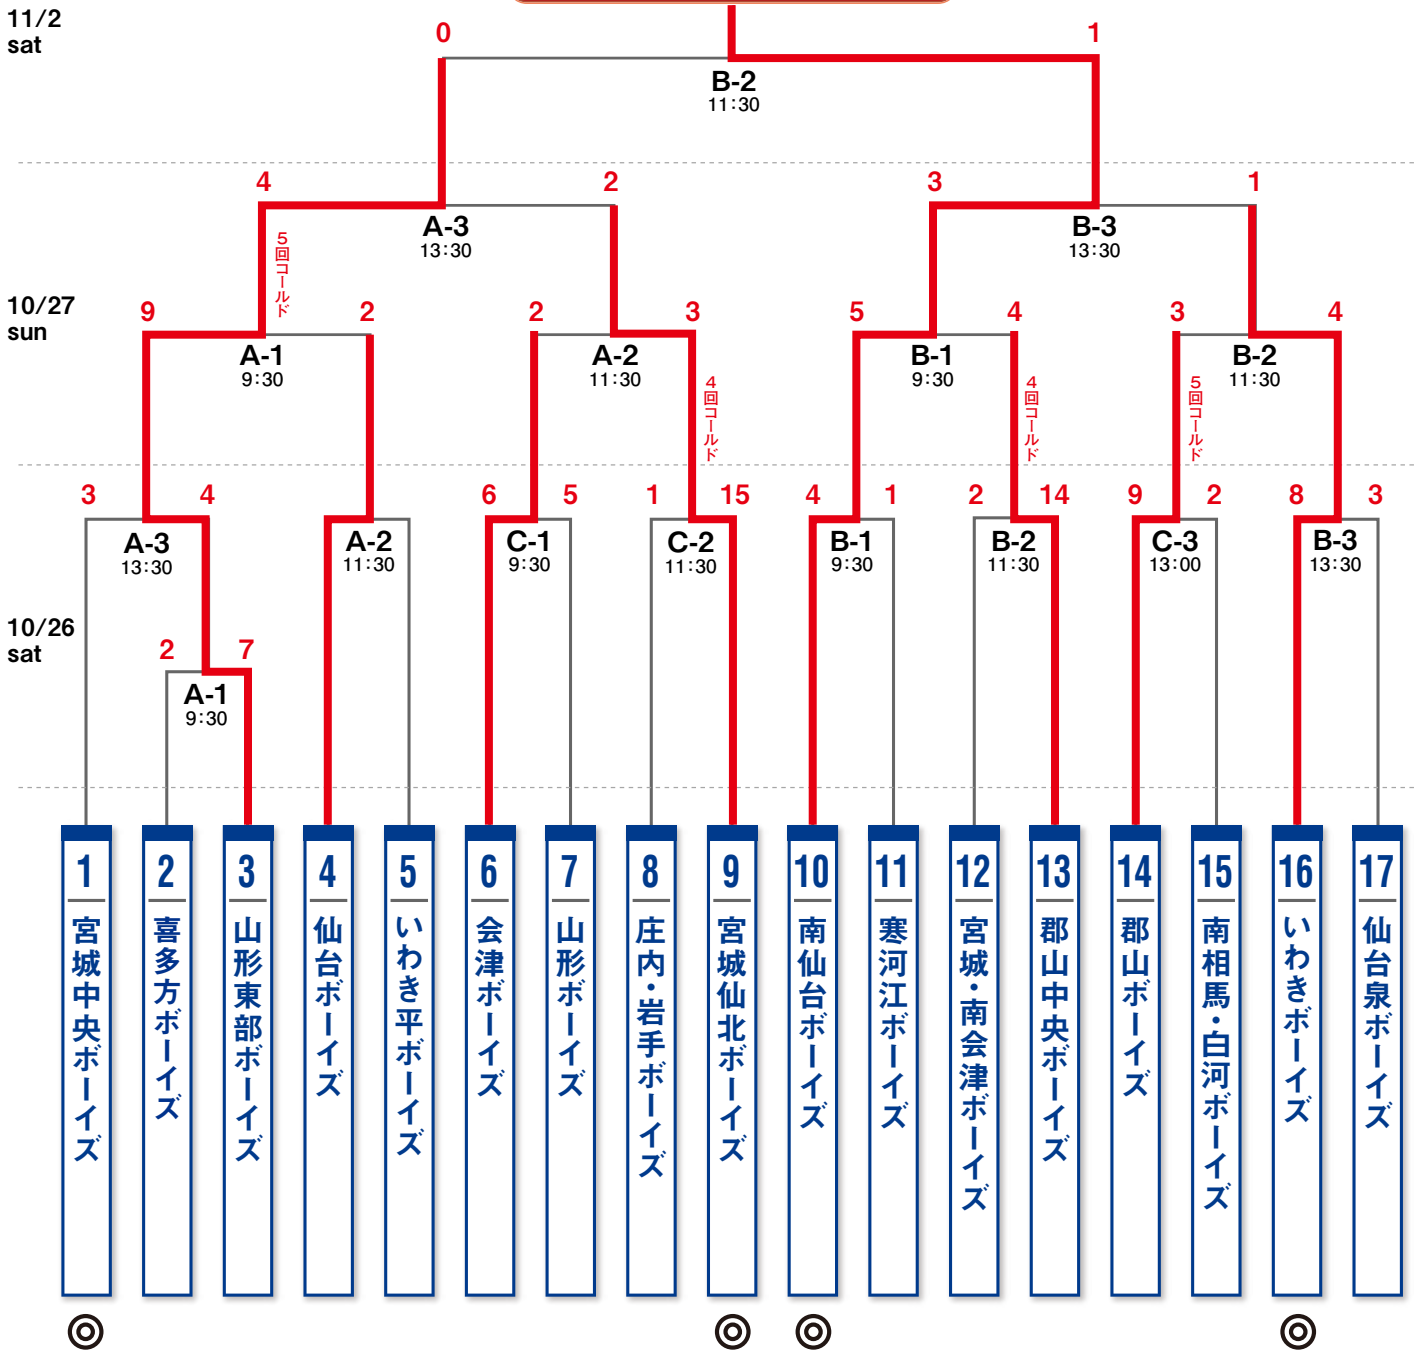 11/2
sat
0
1
B-2
11:30
4
2
3
1
A-3
13:30
B-3
13:30
5回コールド
10/27
sun
9
2
2
3
5
4
3
4
A-1
9:30
A-2
11:30
B-1
9:30
B-2
11:30
4回コールド
4回コールド
5回コールド
3
4
6
5
1
15
4
1
2
14
9
2
8
3
A-3
13:30
A-2
11:30
C-1
9:30
C-2
11:30
B-1
9:30
B-2
11:30
C-3
13:00
B-3
13:30
10/26
sat
2
7
A-1
9:30
1
宮城中央ボーイズ
2
喜多方ボーイズ
3
山形東部ボーイズ
4
仙台ボーイズ
5
いわき平ボーイズ
6
会津ボーイズ
7
山形ボーイズ
8
庄内・岩手ボーイズ
9
宮城仙北ボーイズ
10
南仙台ボーイズ
11
寒河江ボーイズ
12
宮城・南会津ボーイズ
13
郡山中央ボーイズ
14
郡山ボーイズ
15
南相馬・白河ボーイズ
16
いわきボーイズ
17
仙台泉ボーイズ
◎
◎
◎
◎